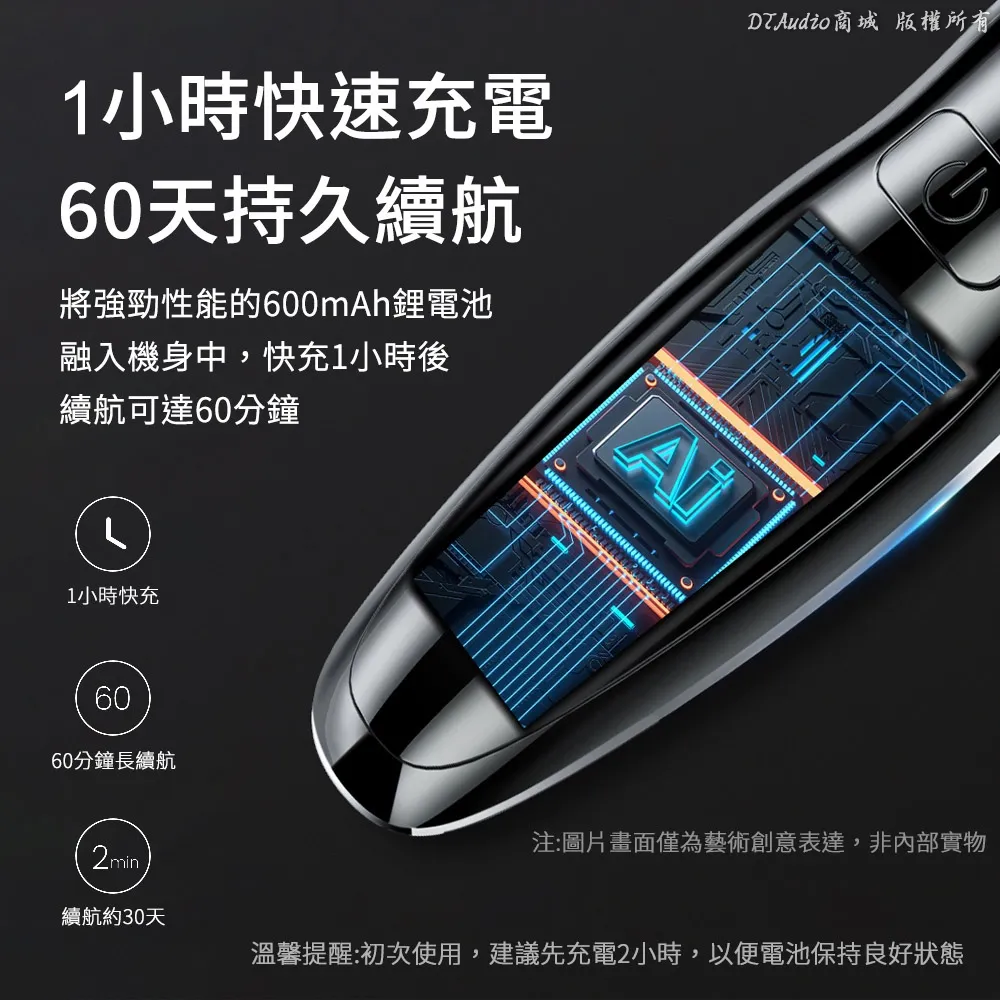 DTAudio商城 版權所有
1小時快速充電
60天持久續航
將強勁性能的600mAh鋰電池
融入機身中，快充1小時後
續航可達60分鐘
Ai
1小時快充
60
60分鐘長續航
2min
續航約30天
注:圖片畫面僅為藝術創意表達，非內部實物
溫馨提醒:初次使用，建議先充電2小時，以便電池保持良好狀態